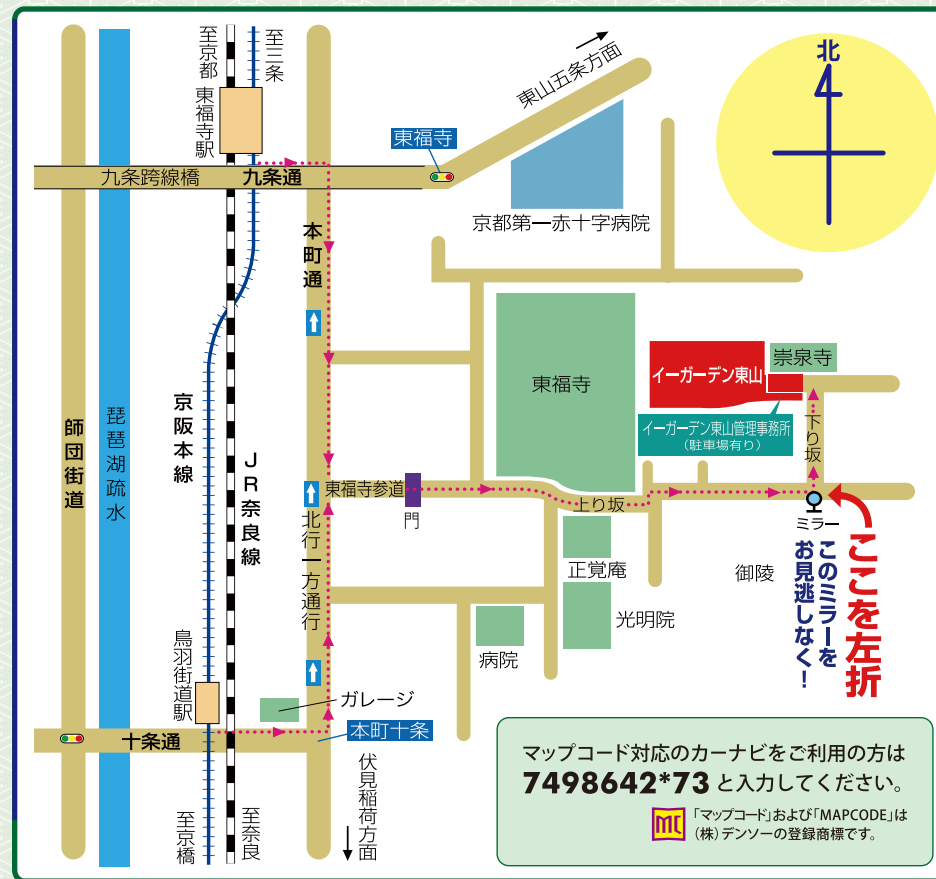 至京都
至三条
東福寺駅
東山五条方面
北
東福寺
九条跨線橋
九条通
京都第一赤十字病院
本町通
東福寺
イーガーデン東山
崇泉寺
イーガーデン東山管理事務所
(駐車場有り)
下り坂
師団街道
琵琶湖疏水
京阪本線
JR奈良線
東福寺参道
門
上り坂
ミラー
北行一方通行
正覚庵
御陵
ここを左折
このミラーを
お見逃しなく!
光明院
病院
鳥羽街道駅
ガレージ
本町十条
十条通
伏見稲荷方面
至京橋
至奈良
マップコード対応のカーナビをご利用の方は
7498642*73 と入力してください。
MC
「マップコード」および「MAPCODE」は
(株)デンソーの登録商標です。